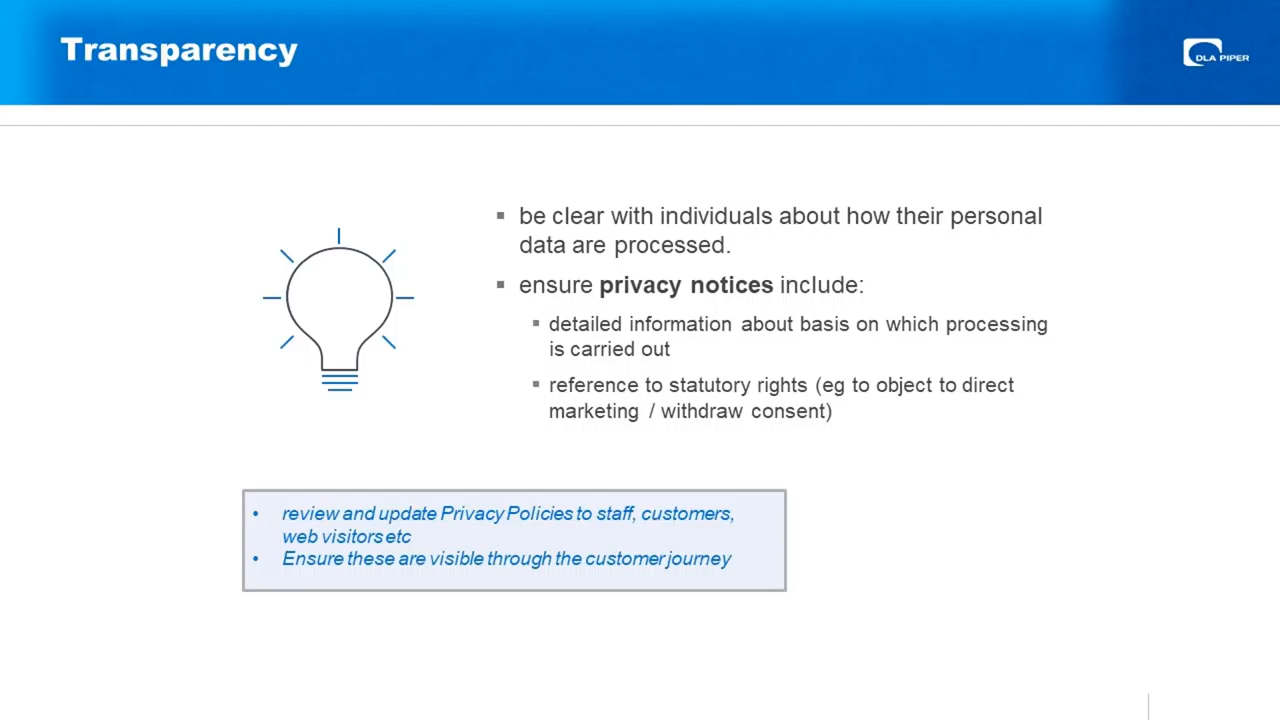 Transparency
DLA PIPER
be clear with individuals about how their personal
data are processed.
ensure privacy notices include:
detailed information about basis on which processing
is carried out
reference to statutory rights (eg to object to direct
marketing / withdraw consent)
review and update Privacy Policies to staff, customers,
web visitors etc
Ensure these are visible through the customer journey